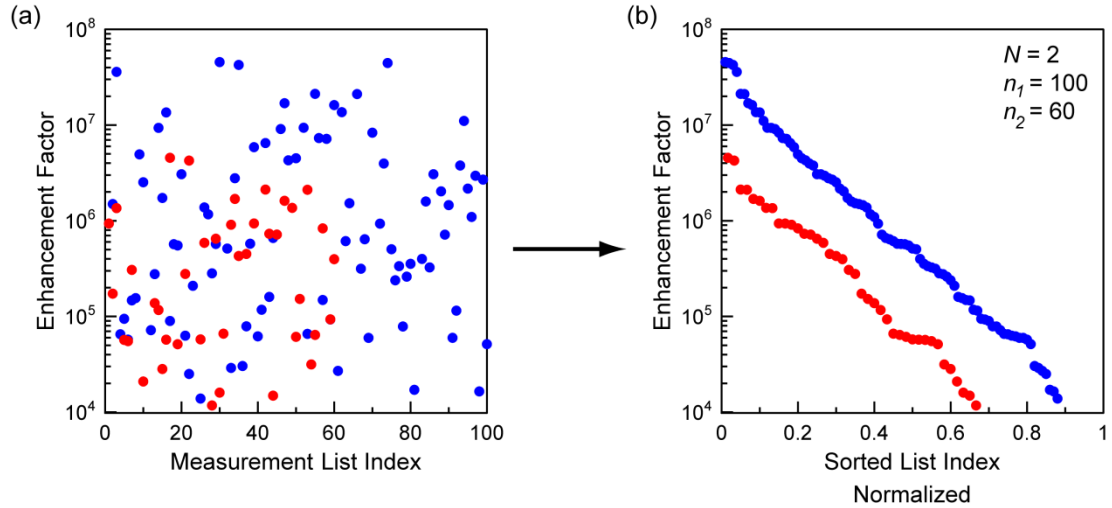 (a)
Enhancement Factor
10⁸
10⁷
10⁶
10⁵
10⁴
0 20 40 60 80 100
Measurement List Index
(b)
Enhancement Factor
10⁸
10⁷
10⁶
10⁵
10⁴
N = 2
n₁ = 100
n₂ = 60
0 0.2 0.4 0.6 0.8 1
Sorted List Index
Normalized